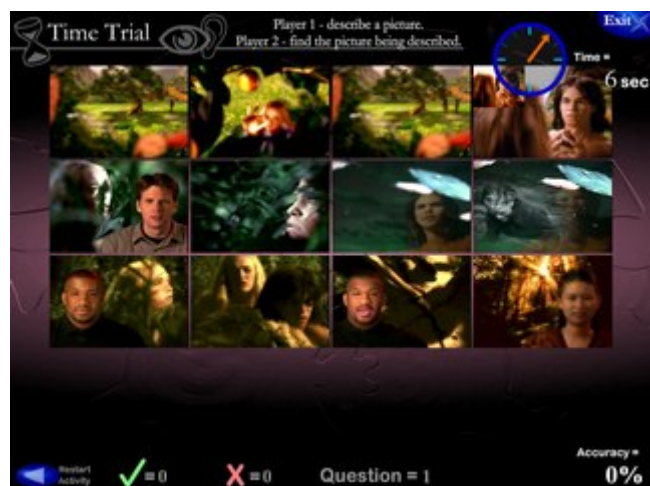 Time Trial
Player 1 - describe a picture.
Player 2 - find the picture being described.
Exit
Time =
6 sec
Restart
Activity
= 0
= 0
Question = 1
Accuracy =
0%